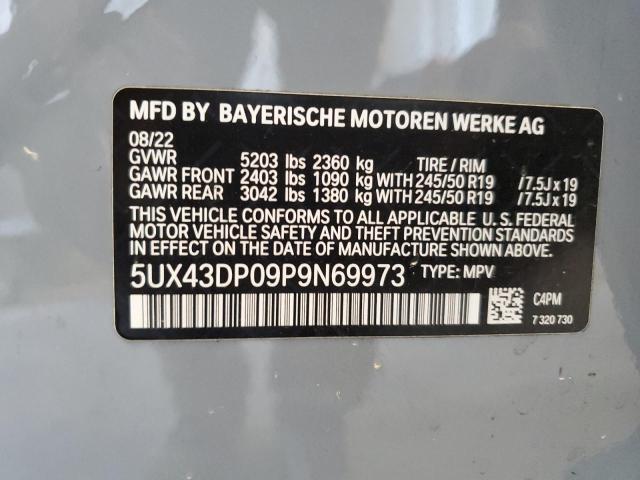 MFD BY BAYERISCHE MOTOREN WERKE AG
08/22
GVWR 5203 lbs 2360 kg TIRE / RIM
GAWR FRONT 2403 lbs 1090 kg WITH 245/50 R19 /7.5J x 19
GAWR REAR 3042 lbs 1380 kg WITH 245/50 R19 /7.5J x 19
THIS VEHICLE CONFORMS TO ALL APPLICABLE U. S. FEDERAL
MOTOR VEHICLE SAFETY AND THEFT PREVENTION STANDARDS
IN EFFECT ON THE DATE OF MANUFACTURE SHOWN ABOVE.
5UX43DP09P9N69973 TYPE: MPV
C4PM
7 320 730